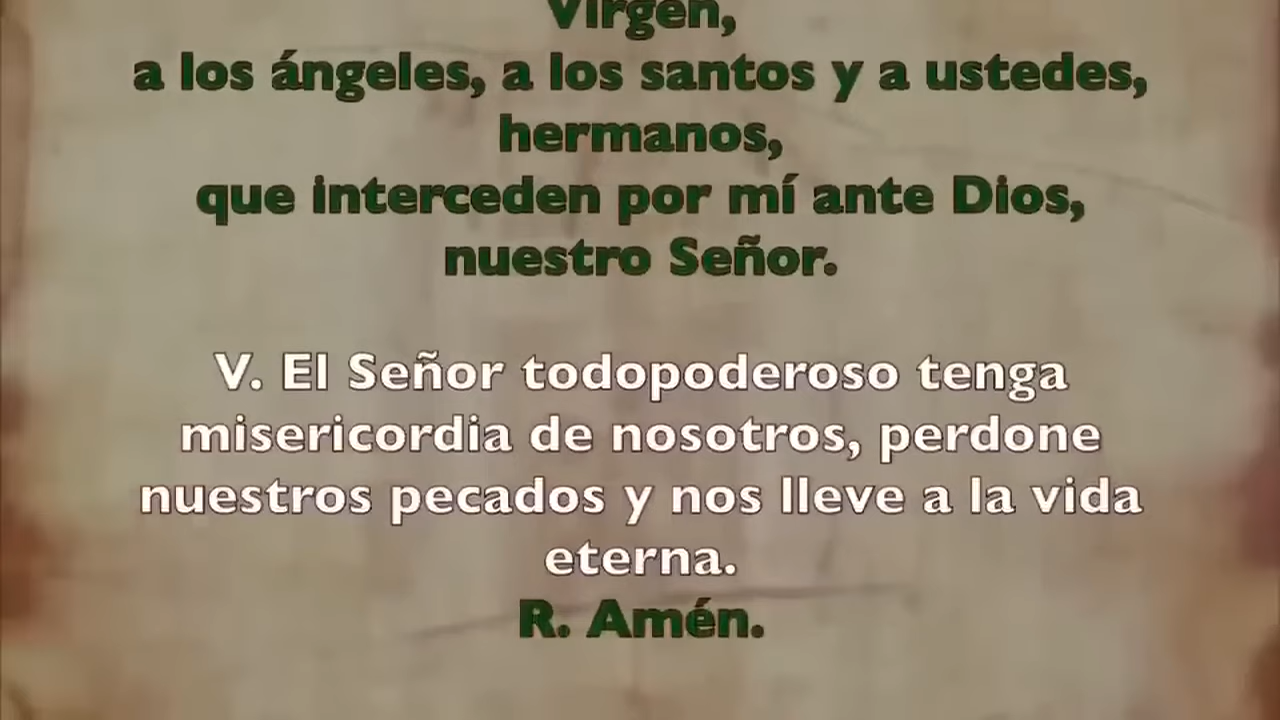 Virgen,
a los ángeles, a los santos y a ustedes,
hermanos,
que interceden por mí ante Dios,
nuestro Señor.
V. El Señor todopoderoso tenga
misericordia de nosotros, perdone
nuestros pecados y nos lleve a la vida
eterna.
R. Amén.